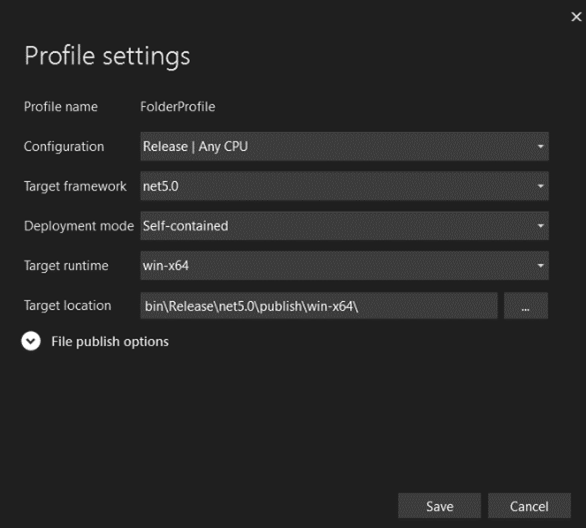 Profile settings
Profile name FolderProfile
Configuration Release | Any CPU
Target framework net5.0
Deployment mode Self-contained
Target runtime win-x64
Target location bin\Release\net5.0\publish\win-x64\ ...
File publish options
Save Cancel